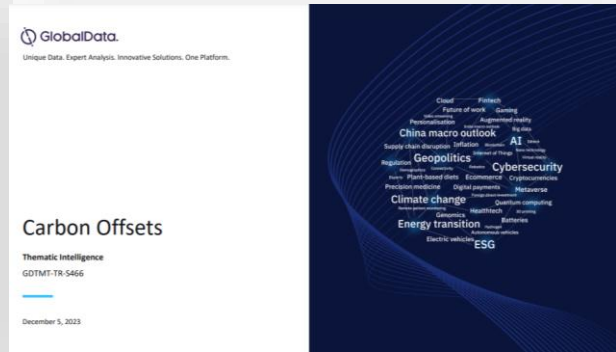 GlobalData.
Unique Data. Expert Analysis. Innovative Solutions. One Platform.
Carbon Offsets
Thematic Intelligence
GDTMT-TR-S466
December 5, 2023
Cloud Fintech
Future of work Gaming
Personalisation Augmented reality
China macro outlook Big data
Supply chain disruption Inflation AI
Regulation Geopolitics Internet of Things
Cybersecurity
Plant-based diets Ecommerce Cryptocurrencies
Precision medicine Digital payments Metaverse
Climate change Quantum computing
Genomics Healthtech 3D printing
Energy transition Batteries
Hydrogen
Autonomous vehicles
Electric vehicles ESG